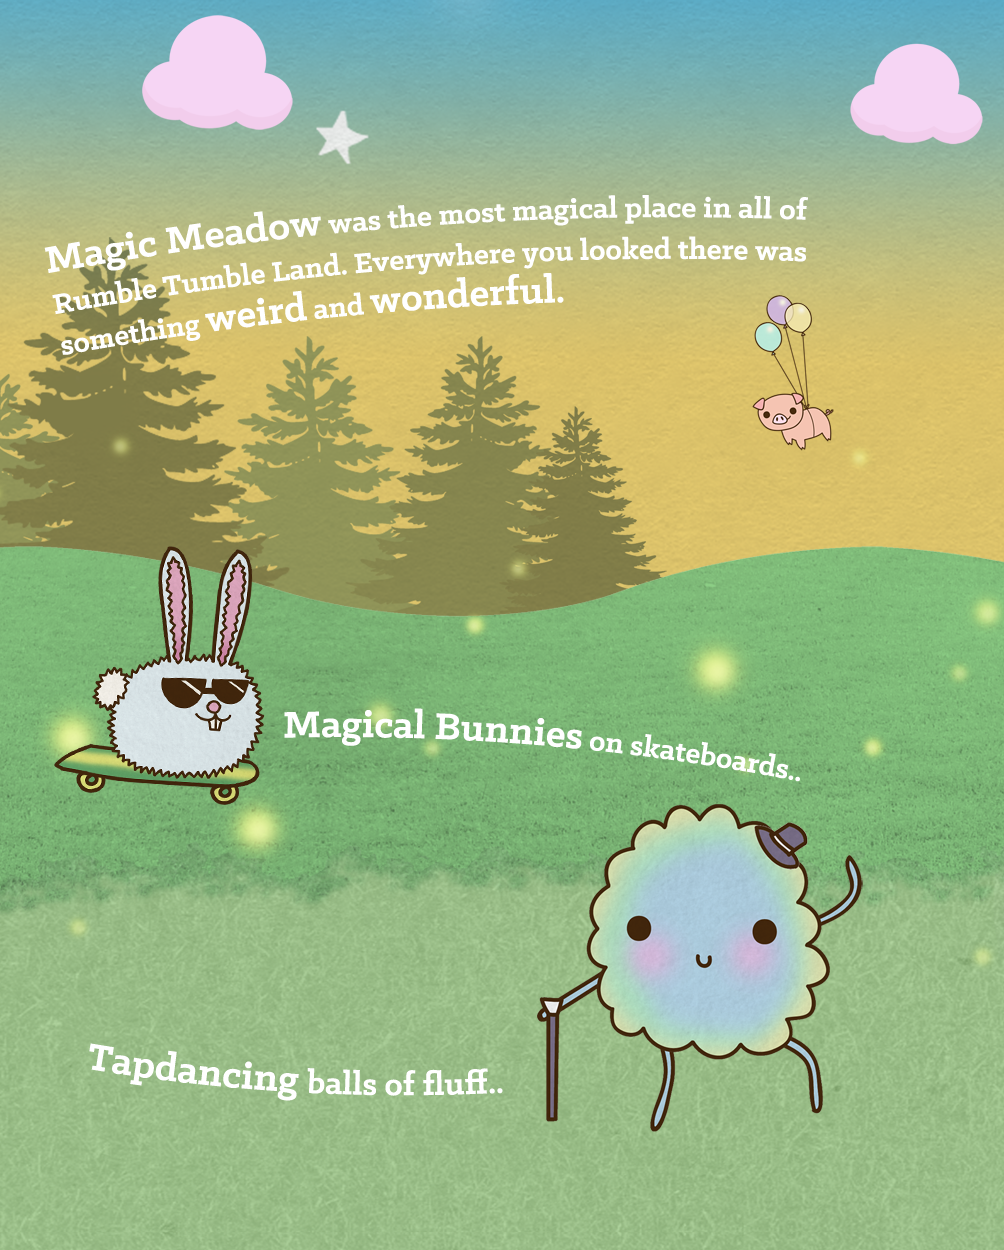 Magic Meadow was the most magical place in all of
Rumble Tumble Land. Everywhere you looked there was
something weird and wonderful.
Magical Bunnies on skateboards..
Tapdancing balls of fluff..